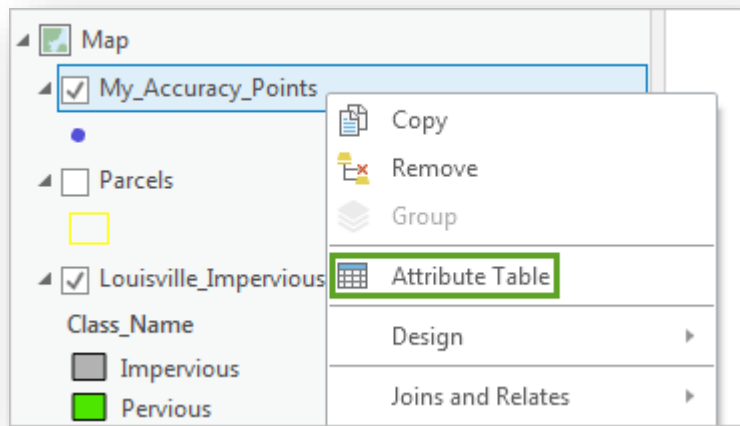 Map
My_Accuracy_Points
Parcels
Louisville_Impervious
Class_Name
Impervious
Pervious
Copy
Remove
Group
Attribute Table
Design
Joins and Relates